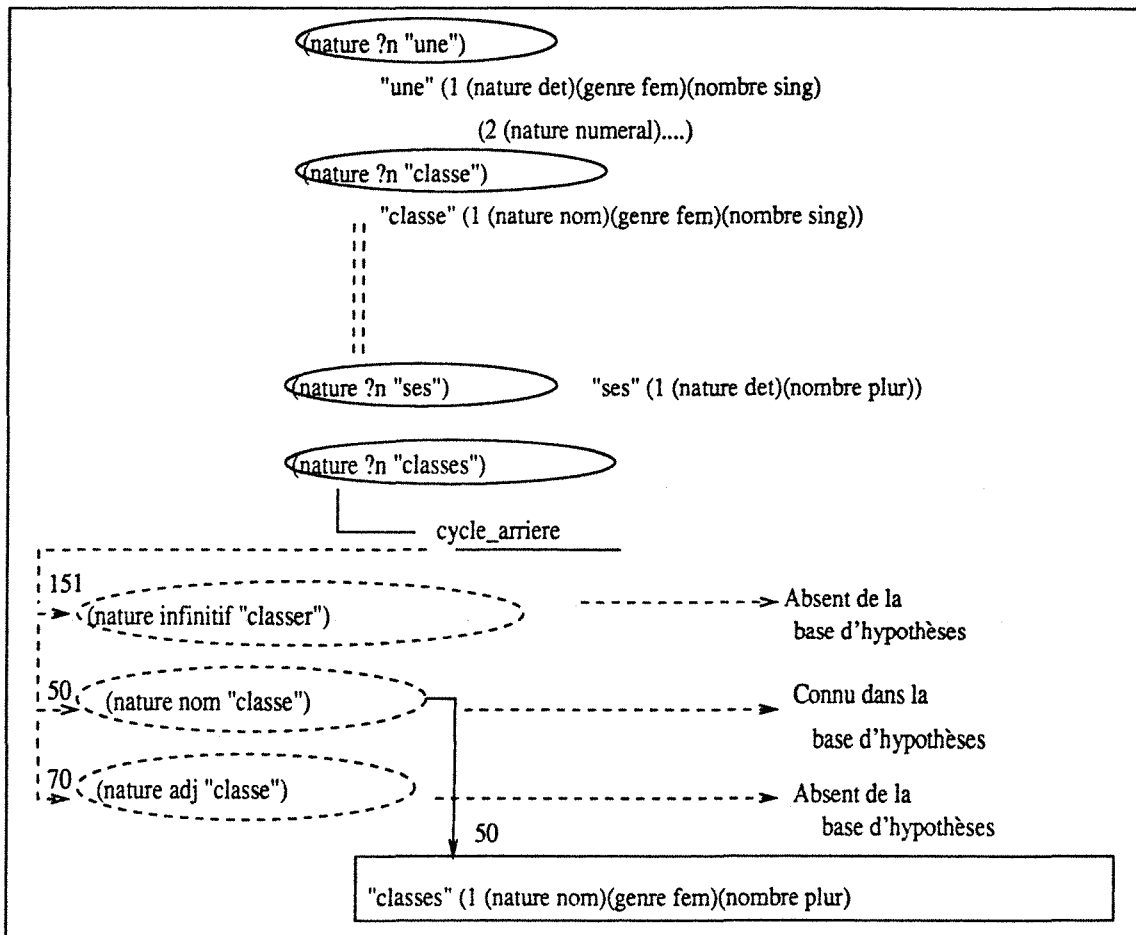 (nature ?n "une")
"une" (1 (nature det)(genre fem)(nombre sing)
(2 (nature numeral)....)
(nature ?n "classe")
"classe" (1 (nature nom)(genre fem)(nombre sing))
(nature ?n "ses") "ses" (1 (nature det)(nombre plur))
(nature ?n "classes")
cycle_arriere
151
(nature infinitif "classer") Absent de la
base d'hypothèses
50
(nature nom "classe") Connu dans la
base d'hypothèses
70
(nature adj "classe") Absent de la
base d'hypothèses
50
"classes" (1 (nature nom)(genre fem)(nombre plur)